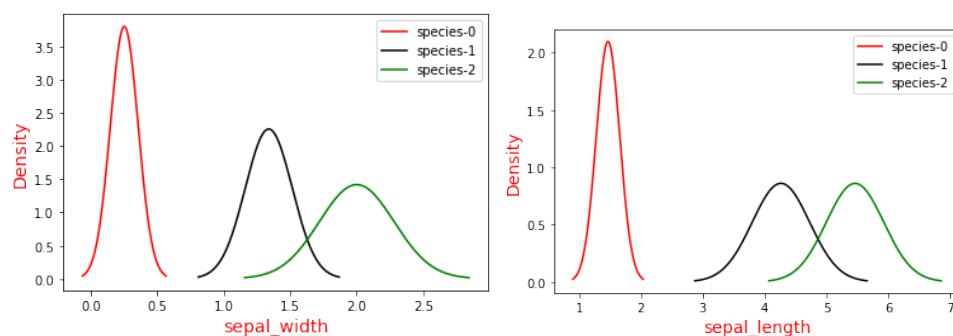 species-0
species-1
species-2
3.5
3.0
2.5
2.0
1.5
1.0
0.5
0.0
Density
0.0 0.5 1.0 1.5 2.0 2.5
sepal_width
species-0
species-1
species-2
2.0
1.5
1.0
0.5
0.0
Density
1 2 3 4 5 6 7
sepal_length